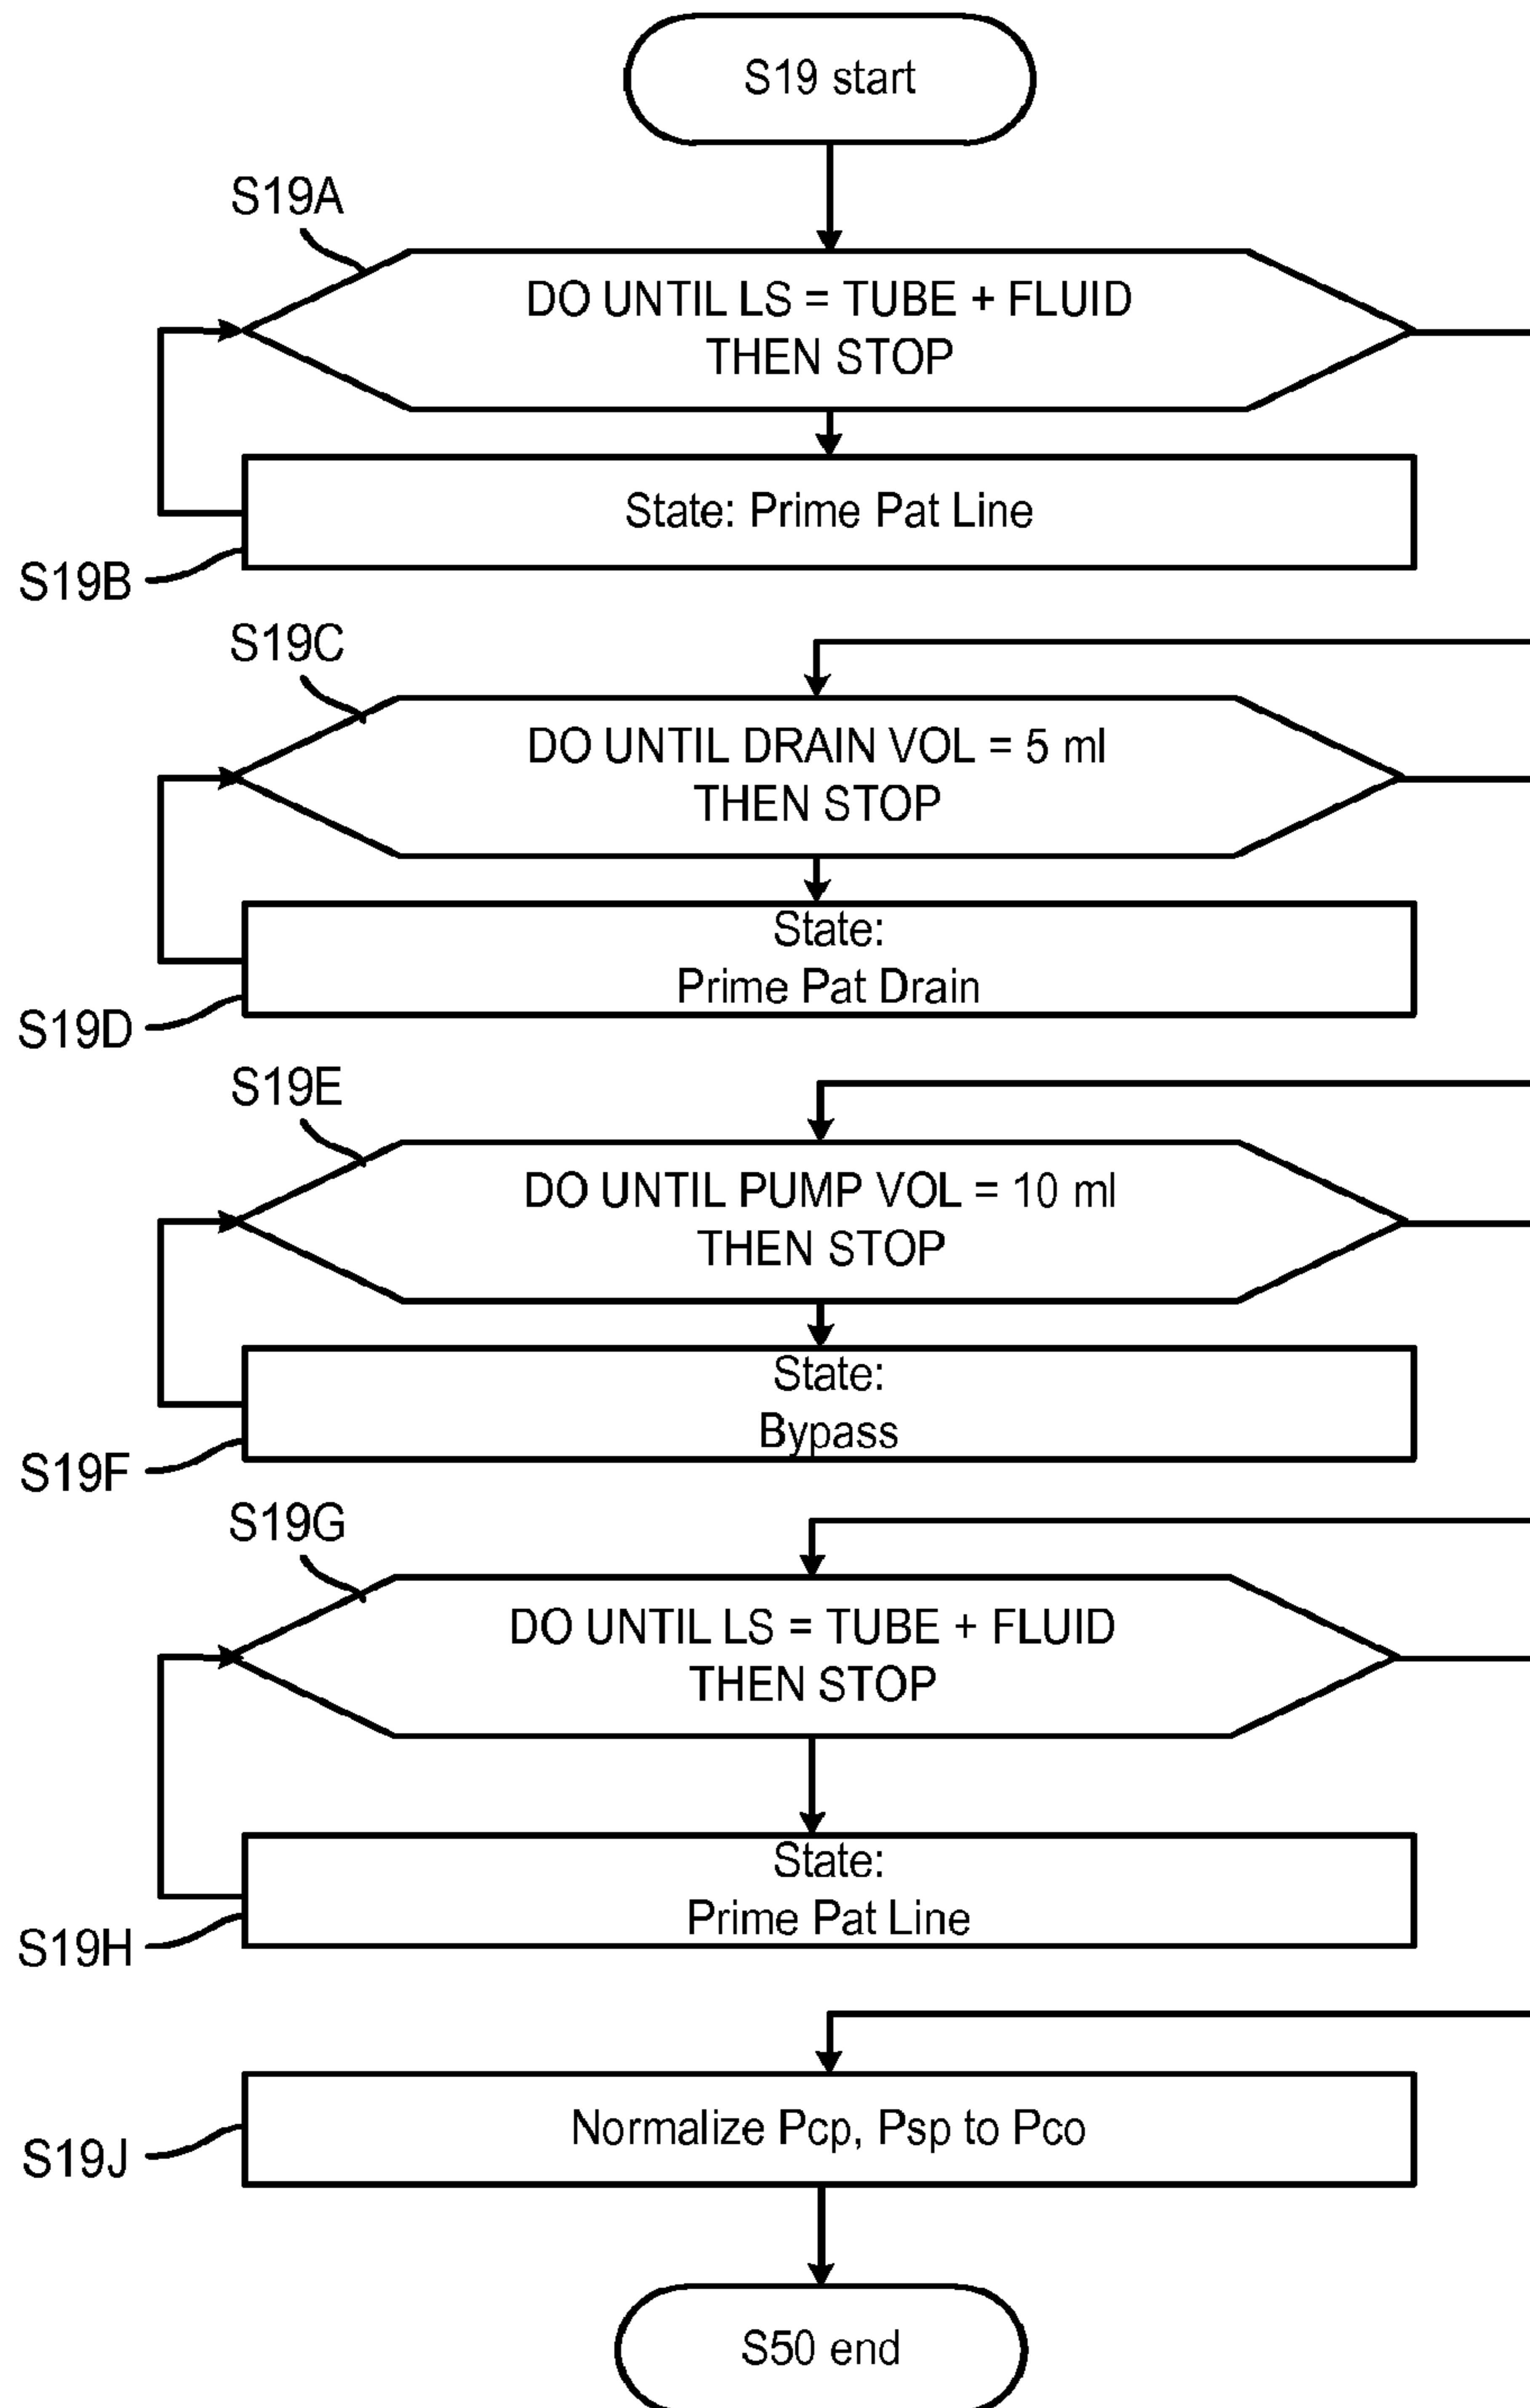 S19 start
S19A
DO UNTIL LS = TUBE + FLUID
THEN STOP
State: Prime Pat Line
S19B
S19C
DO UNTIL DRAIN VOL = 5 ml
THEN STOP
State:
Prime Pat Drain
S19D
S19E
DO UNTIL PUMP VOL = 10 ml
THEN STOP
State:
Bypass
S19F
S19G
DO UNTIL LS = TUBE + FLUID
THEN STOP
State:
Prime Pat Line
S19H
Normalize Pcp, Psp to Pco
S19J
S50 end